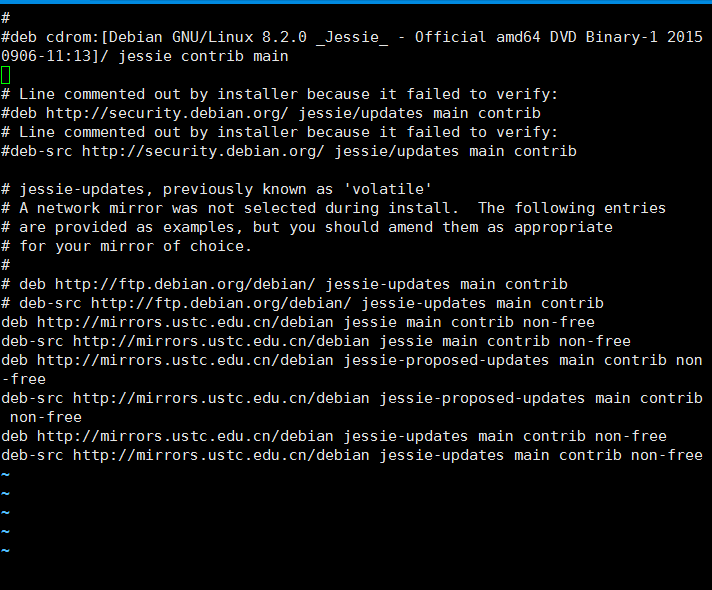 #
#deb cdrom:[Debian GNU/Linux 8.2.0 _Jessie_ - Official amd64 DVD Binary-1 2015
0906-11:13]/ jessie contrib main
# Line commented out by installer because it failed to verify:
#deb http://security.debian.org/ jessie/updates main contrib
# Line commented out by installer because it failed to verify:
#deb-src http://security.debian.org/ jessie/updates main contrib
# jessie-updates, previously known as 'volatile'
# A network mirror was not selected during install.  The following entries
# are provided as examples, but you should amend them as appropriate
# for your mirror of choice.
#
# deb http://ftp.debian.org/debian/ jessie-updates main contrib
# deb-src http://ftp.debian.org/debian/ jessie-updates main contrib
deb http://mirrors.ustc.edu.cn/debian jessie main contrib non-free
deb-src http://mirrors.ustc.edu.cn/debian jessie main contrib non-free
deb http://mirrors.ustc.edu.cn/debian jessie-proposed-updates main contrib non
-free
deb-src http://mirrors.ustc.edu.cn/debian jessie-proposed-updates main contrib
 non-free
deb http://mirrors.ustc.edu.cn/debian jessie-updates main contrib non-free
deb-src http://mirrors.ustc.edu.cn/debian jessie-updates main contrib non-free
~
~
~
~
~